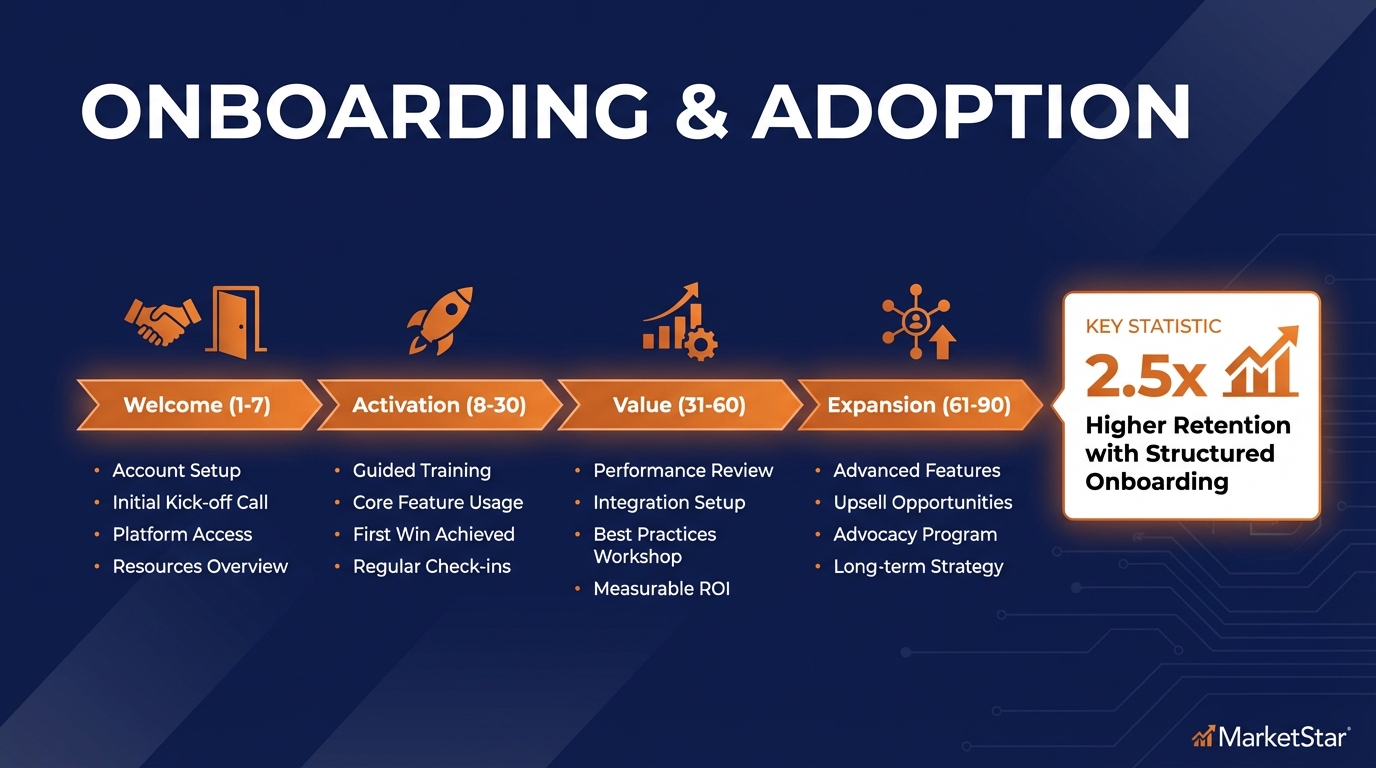 ONBOARDING & ADOPTION
Welcome (1-7)
• Account Setup
• Initial Kick-off Call
• Platform Access
• Resources Overview
Activation (8-30)
• Guided Training
• Core Feature Usage
• First Win Achieved
• Regular Check-ins
Value (31-60)
• Performance Review
• Integration Setup
• Best Practices
Workshop
• Measurable ROI
Expansion (61-90)
• Advanced Features
• Upsell Opportunities
• Advocacy Program
• Long-term Strategy
KEY STATISTIC
2.5x
Higher Retention
with Structured
Onboarding
MarketStar